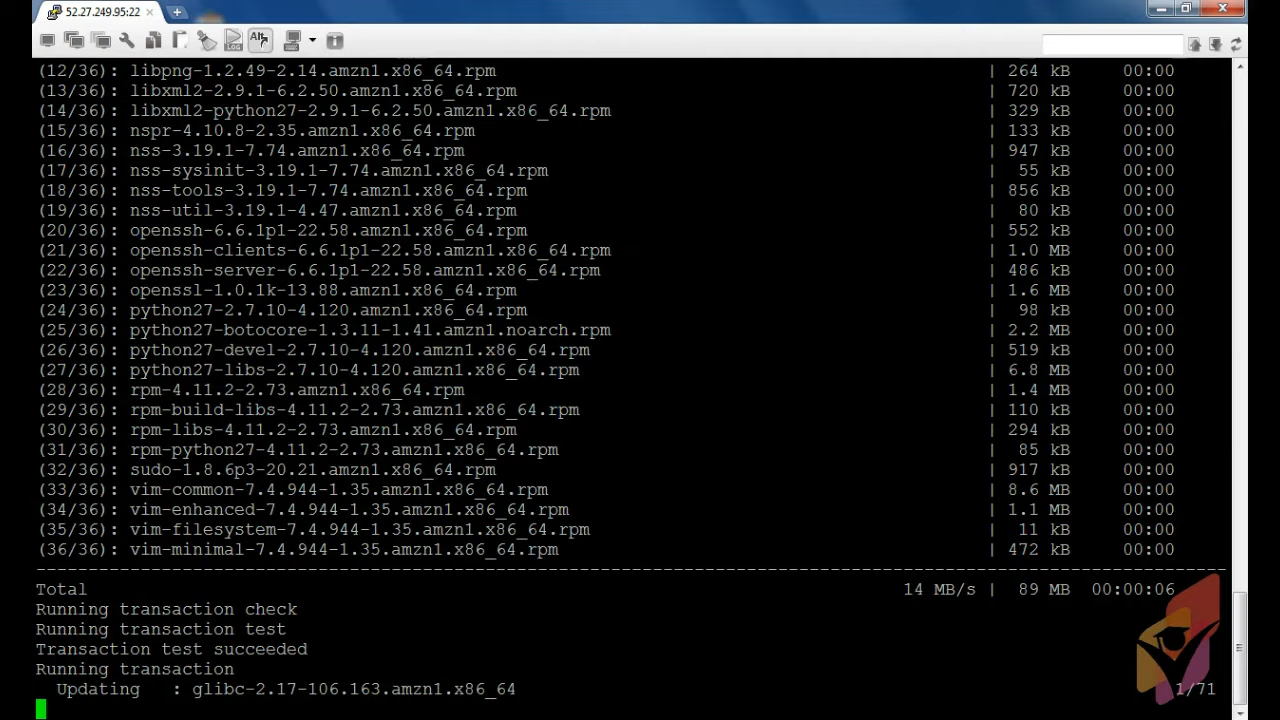 52.27.249.95:22
(12/36): libpng-1.2.49-2.14.amzn1.x86_64.rpm | 264 kB 00:00
(13/36): libxml2-2.9.1-6.2.50.amzn1.x86_64.rpm | 720 kB 00:00
(14/36): libxml2-python27-2.9.1-6.2.50.amzn1.x86_64.rpm | 329 kB 00:00
(15/36): nspr-4.10.8-2.35.amzn1.x86_64.rpm | 133 kB 00:00
(16/36): nss-3.19.1-7.74.amzn1.x86_64.rpm | 947 kB 00:00
(17/36): nss-sysinit-3.19.1-7.74.amzn1.x86_64.rpm | 55 kB 00:00
(18/36): nss-tools-3.19.1-7.74.amzn1.x86_64.rpm | 856 kB 00:00
(19/36): nss-util-3.19.1-4.47.amzn1.x86_64.rpm | 80 kB 00:00
(20/36): openssh-6.6.1p1-22.58.amzn1.x86_64.rpm | 552 kB 00:00
(21/36): openssh-clients-6.6.1p1-22.58.amzn1.x86_64.rpm | 1.0 MB 00:00
(22/36): openssh-server-6.6.1p1-22.58.amzn1.x86_64.rpm | 486 kB 00:00
(23/36): openssl-1.0.1k-13.88.amzn1.x86_64.rpm | 1.6 MB 00:00
(24/36): python27-2.7.10-4.120.amzn1.x86_64.rpm | 98 kB 00:00
(25/36): python27-botocore-1.3.11-1.41.amzn1.noarch.rpm | 2.2 MB 00:00
(26/36): python27-devel-2.7.10-4.120.amzn1.x86_64.rpm | 519 kB 00:00
(27/36): python27-libs-2.7.10-4.120.amzn1.x86_64.rpm | 6.8 MB 00:00
(28/36): rpm-4.11.2-2.73.amzn1.x86_64.rpm | 1.4 MB 00:00
(29/36): rpm-build-libs-4.11.2-2.73.amzn1.x86_64.rpm | 110 kB 00:00
(30/36): rpm-libs-4.11.2-2.73.amzn1.x86_64.rpm | 294 kB 00:00
(31/36): rpm-python27-4.11.2-2.73.amzn1.x86_64.rpm | 85 kB 00:00
(32/36): sudo-1.8.6p3-20.21.amzn1.x86_64.rpm | 917 kB 00:00
(33/36): vim-common-7.4.944-1.35.amzn1.x86_64.rpm | 8.6 MB 00:00
(34/36): vim-enhanced-7.4.944-1.35.amzn1.x86_64.rpm | 1.1 MB 00:00
(35/36): vim-filesystem-7.4.944-1.35.amzn1.x86_64.rpm | 11 kB 00:00
(36/36): vim-minimal-7.4.944-1.35.amzn1.x86_64.rpm | 472 kB 00:00
--------------------------------------------------------------------------------
Total 14 MB/s | 89 MB 00:00:06
Running transaction check
Running transaction test
Transaction test succeeded
Running transaction
Updating : glibc-2.17-106.163.amzn1.x86_64 1/71